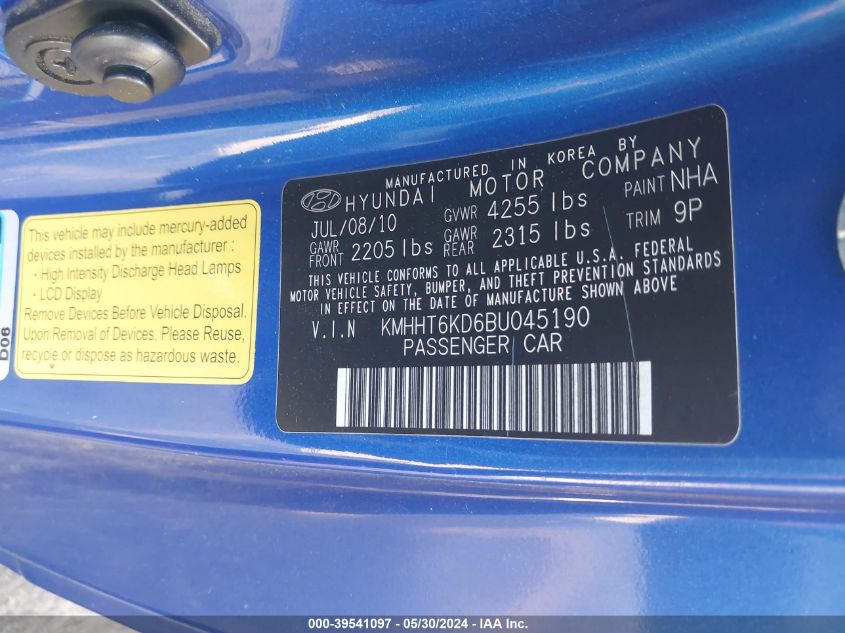 MANUFACTURED IN KOREA BY
HYUNDAI MOTOR COMPANY
JUL/08/10 GVWR 4255 lbs PAINT NHA
GAWR FRONT 2205 lbs GAWR REAR 2315 lbs TRIM 9P
THIS VEHICLE CONFORMS TO ALL APPLICABLE U.S.A. FEDERAL
MOTOR VEHICLE SAFETY, BUMPER, AND THEFT PREVENTION STANDARDS
IN EFFECT ON THE DATE OF MANUFACTURE SHOWN ABOVE
V.I.N KMHHT6KD6BU045190
PASSENGER CAR
This vehicle may include mercury-added
devices installed by the manufacturer :
· High Intensity Discharge Head Lamps
· LCD Display
Remove Devices Before Vehicle Disposal.
Upon Removal of Devices. Please Reuse,
recycle or dispose as hazardous waste.
D06
000-39541097 - 05/30/2024 - IAA Inc.